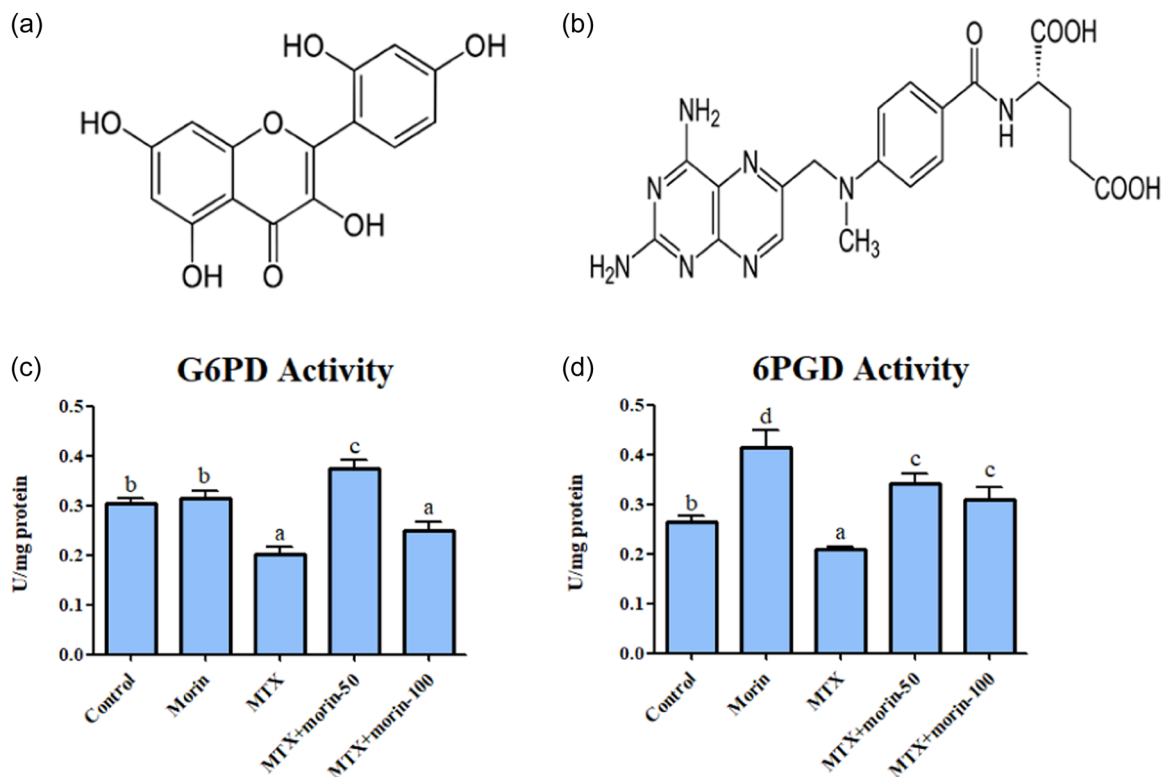 (a)
HO
OH
HO
O
OH
OH
O
(b)
O
COOH
NH₂
N
H
N
N
N
COOH
CH₃
H₂N
N
N
(c)
G6PD Activity
U/mg protein
0.5
0.4
0.3
0.2
0.1
0.0
b
b
a
c
a
Control
Morin
MTX
MTX+morin-50
MTX+morin-100
(d)
6PGD Activity
U/mg protein
0.5
0.4
0.3
0.2
0.1
0.0
b
d
a
c
c
Control
Morin
MTX
MTX+morin-50
MTX+morin-100